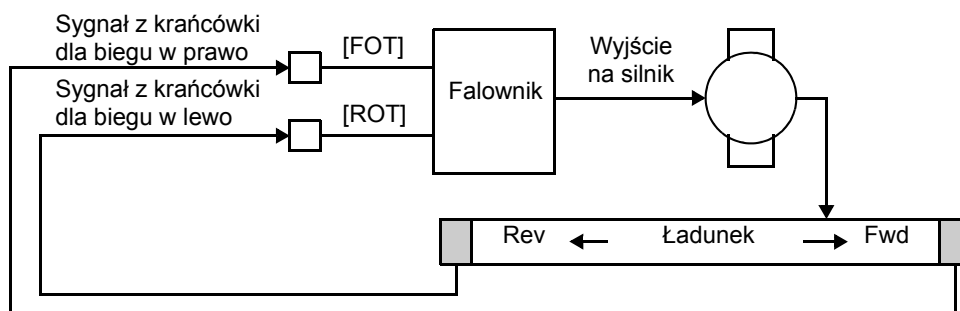 Sygnał z krańcówki
dla biegu w prawo
[FOT]
Sygnał z krańcówki
dla biegu w lewo
[ROT]
Falownik
Wyjście
na silnik
Rev
Ładunek
Fwd